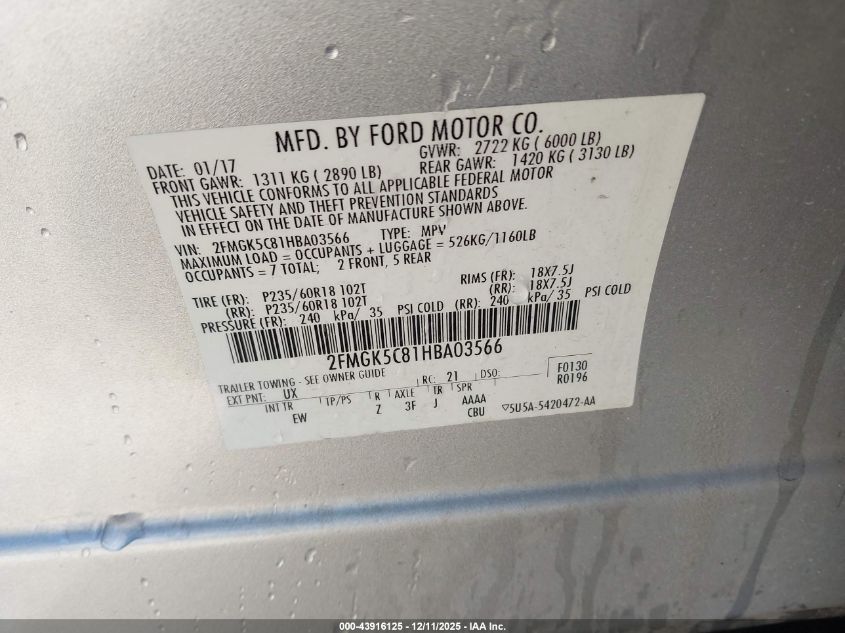 MFD. BY FORD MOTOR CO.
DATE: 01/17 GVWR: 2722 KG ( 6000 LB)
FRONT GAWR: 1311 KG ( 2890 LB) REAR GAWR: 1420 KG ( 3130 LB)
THIS VEHICLE CONFORMS TO ALL APPLICABLE FEDERAL MOTOR
VEHICLE SAFETY AND THEFT PREVENTION STANDARDS
IN EFFECT ON THE DATE OF MANUFACTURE SHOWN ABOVE.
VIN: 2FMGK5C81HBA03566 TYPE: MPV
MAXIMUM LOAD = OCCUPANTS + LUGGAGE = 526KG/1160LB
OCCUPANTS = 7 TOTAL; 2 FRONT, 5 REAR
TIRE (FR): P235/60R18 102T RIMS (FR): 18X7.5J
(RR): P235/60R18 102T (RR): 18X7.5J
PRESSURE (FR): 240 kPa/ 35 PSI COLD (RR): 240 kPa/ 35 PSI COLD
2FMGK5C81HBA03566
TRAILER TOWING - SEE OWNER GUIDE
EXT PNT: UX RC: 21 DSO: F0130
R0196
INT TR TP/PS R AXLE TR SPR
EW Z 3F J AAAA
CBU ▽5U5A-5420472-AA
000-43916125 - 12/11/2025 - IAA Inc.